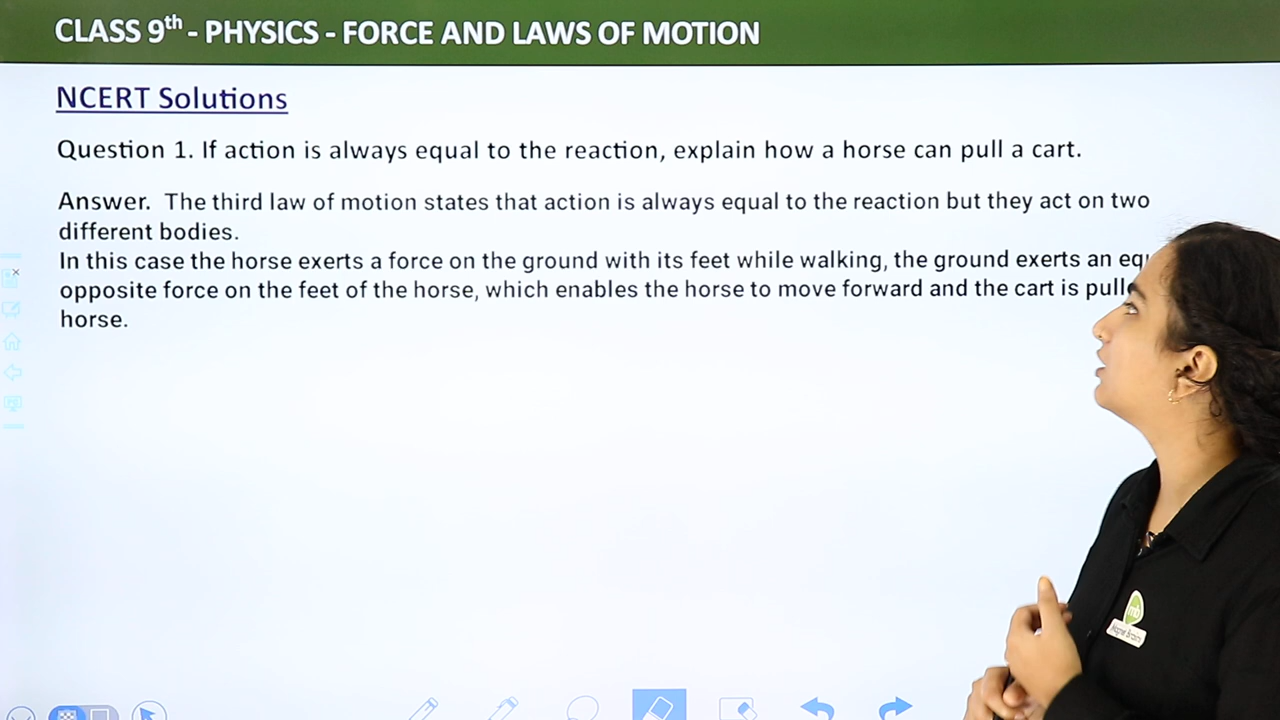 CLASS 9th - PHYSICS - FORCE AND LAWS OF MOTION
NCERT Solutions
Question 1. If action is always equal to the reaction, explain how a horse can pull a cart.
Answer. The third law of motion states that action is always equal to the reaction but they act on two
different bodies.
In this case the horse exerts a force on the ground with its feet while walking, the ground exerts an
opposite force on the feet of the horse, which enables the horse to move forward and the cart is
horse.
Magnet Brains